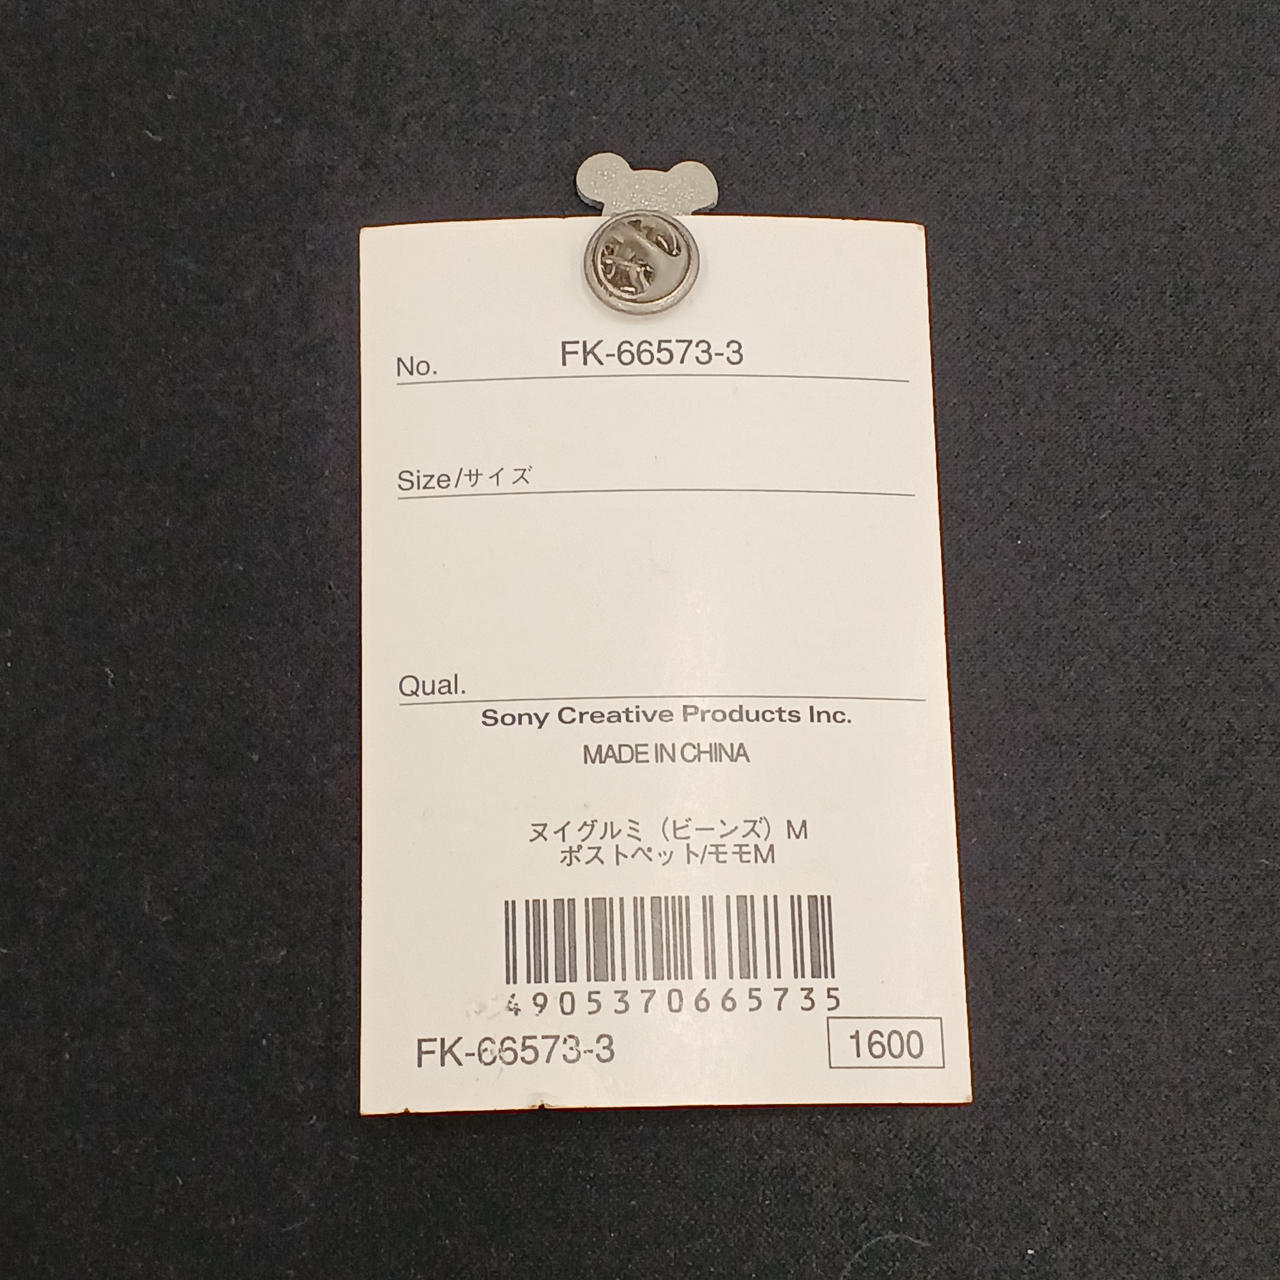 No. FK-66573-3
Size/サイズ
Qual.
Sony Creative Products Inc.
MADE IN CHINA
ヌイグルミ（ビーンズ）M
ポストペット/モモM
4905370665735
FK-66573-3
1600